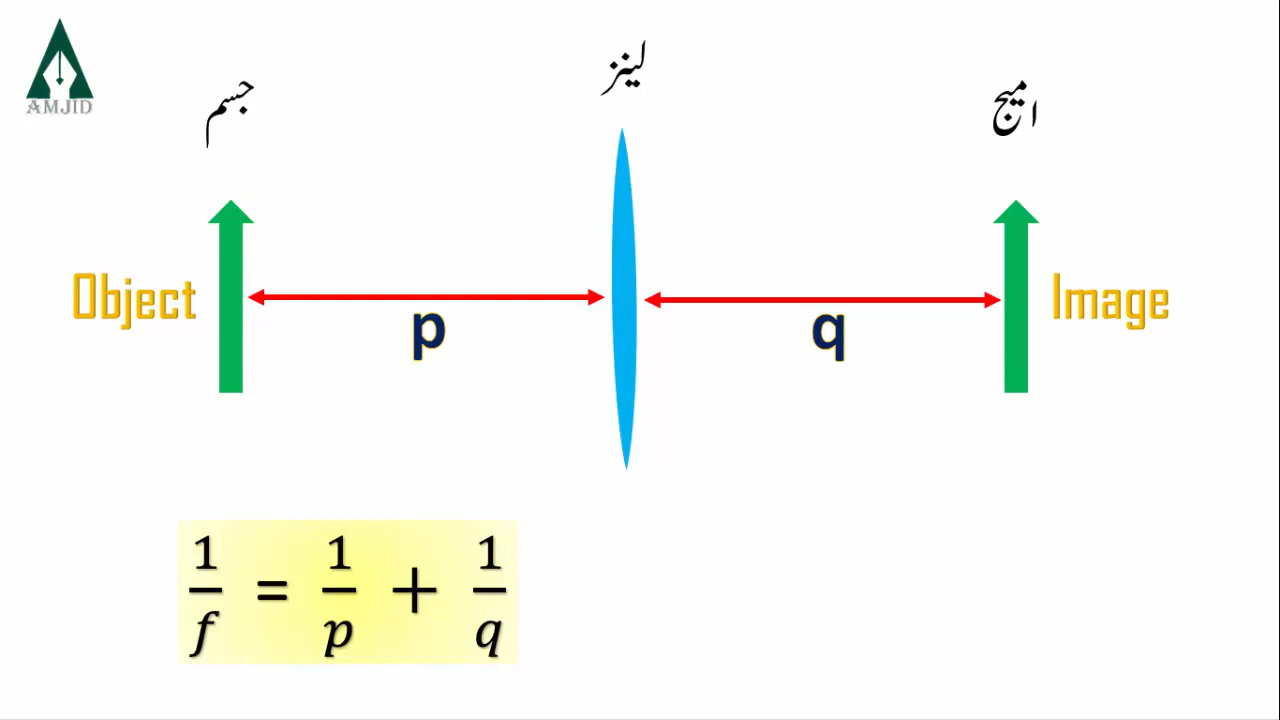 AMJID
جسم
لینز
امیج
Object
p
q
Image
1/f = 1/p + 1/q